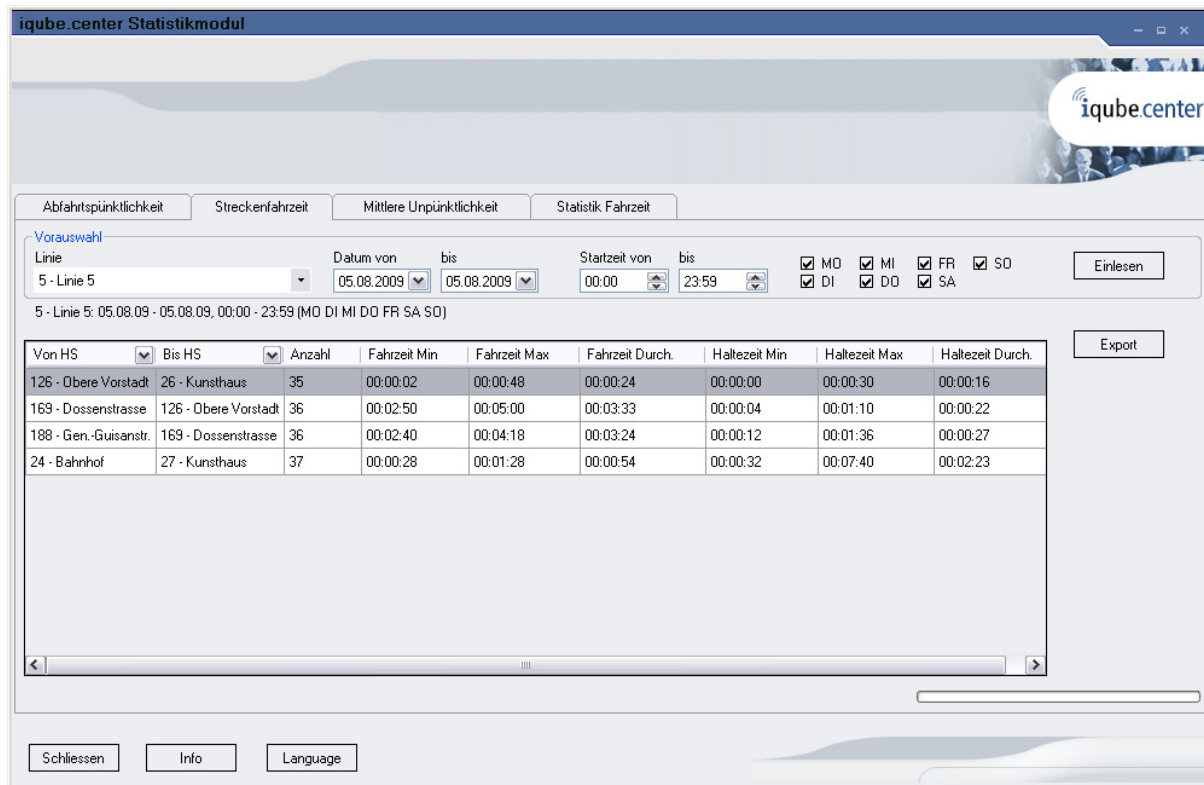 iqube.center Statistikmodul
iqube.center
Abfahrtspünktlichkeit Streckenfahrzeit Mittlere Unpünktlichkeit Statistik Fahrzeit
Vorauswahl
Linie Datum von bis Startzeit von bis
5 - Linie 5 05.08.2009 05.08.2009 00:00 23:59
MO MI FR SO
DI DO SA
Einlesen
5 - Linie 5: 05.08.09 - 05.08.09, 00:00 - 23:59 (MO DI MI DO FR SA SO)
Export
Von HS Bis HS Anzahl Fahrzeit Min Fahrzeit Max Fahrzeit Durch. Haltezeit Min Haltezeit Max Haltezeit Durch.
126 - Obere Vorstadt 26 - Kunsthaus 35 00:00:02 00:00:48 00:00:24 00:00:00 00:00:30 00:00:16
169 - Dossenstrasse 126 - Obere Vorstadt 36 00:02:50 00:05:00 00:03:33 00:00:04 00:01:10 00:00:22
188 - Gen.-Guisanstr. 169 - Dossenstrasse 36 00:02:40 00:04:18 00:03:24 00:00:12 00:01:36 00:00:27
24 - Bahnhof 27 - Kunsthaus 37 00:00:28 00:01:28 00:00:54 00:00:32 00:07:40 00:02:23
Schliessen Info Language